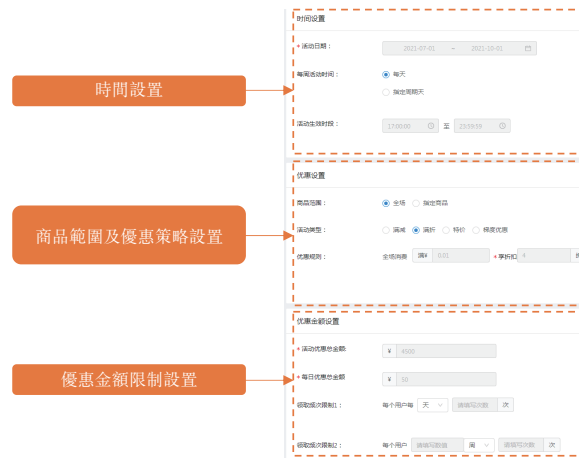 时间设置
* 活动日期： 2021-07-01 ~ 2021-10-01
時間設置
每周活动时间： 每天
指定周期天
活动生效时段： 17:00:00 至 23:59:59
优惠设置
商品范围： 全场 指定商品
商品範圍及優惠策略設置
活动类型： 满减 满折 特价 梯度优惠
优惠规则： 全场消费 满¥ 0.01 * 享折扣
优惠金额设置
* 活动优惠总金额: ¥ 4500
優惠金額限制設置
* 每日优惠总金额 ¥ 50
领取频次限制1： 每个用户每 天 请填写次数 次
领取频次限制2： 每个用户 请填写数值 周 请填写次数 次